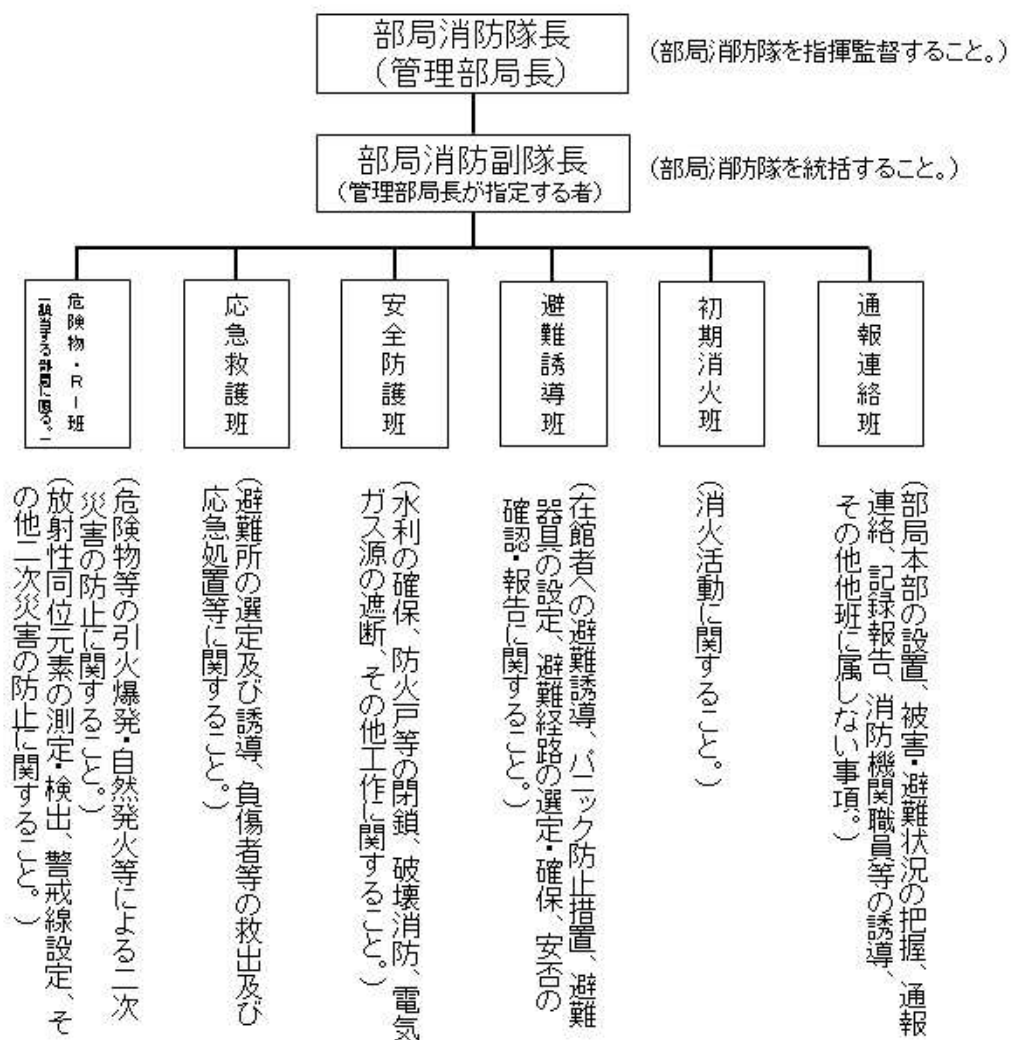 部局消防隊長
(管理部局長)
(部局消防隊を指揮監督すること。)
部局消防副隊長
(管理部局長が指定する者)
(部局消防隊を統括すること。)
通報連絡班
初期消火班
避難誘導班
安全防護班
応急救護班
危険物・RI班
(該当する部局に限る。)
(部局本部の設置、被害・避難状況の把握、通報
連絡、記録報告、消防機関職員等の誘導、
その他他班に属しない事項。)
(消火活動に関すること。)
(在館者への避難誘導、パニック防止措置、避難
器具の設定、避難経路の選定・確保、安否の
確認・報告に関すること。)
(水利の確保、防火戸等の閉鎖、破壊消防、電気
ガス源の遮断、その他工作に関すること。)
(避難所の選定及び誘導、負傷者等の救出及び
応急処置等に関すること。)
(危険物等の引火爆発・自然発火等による二次
災害の防止に関すること。)
(放射性同位元素の測定・検出、警戒線設定、そ
の他二次災害の防止に関すること。)